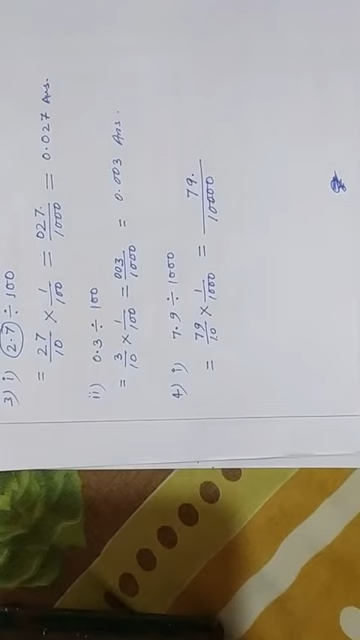 3) i) 2.7 ÷ 100
= 27/10 × 1/100 = 027./1000 = 0.027 Ans.
ii) 0.3 ÷ 100
= 3/10 × 1/100 = 003/1000 = 0.003 Ans.
4) i) 7.9 ÷ 1000
= 79/10 × 1/1000 = 79./10000